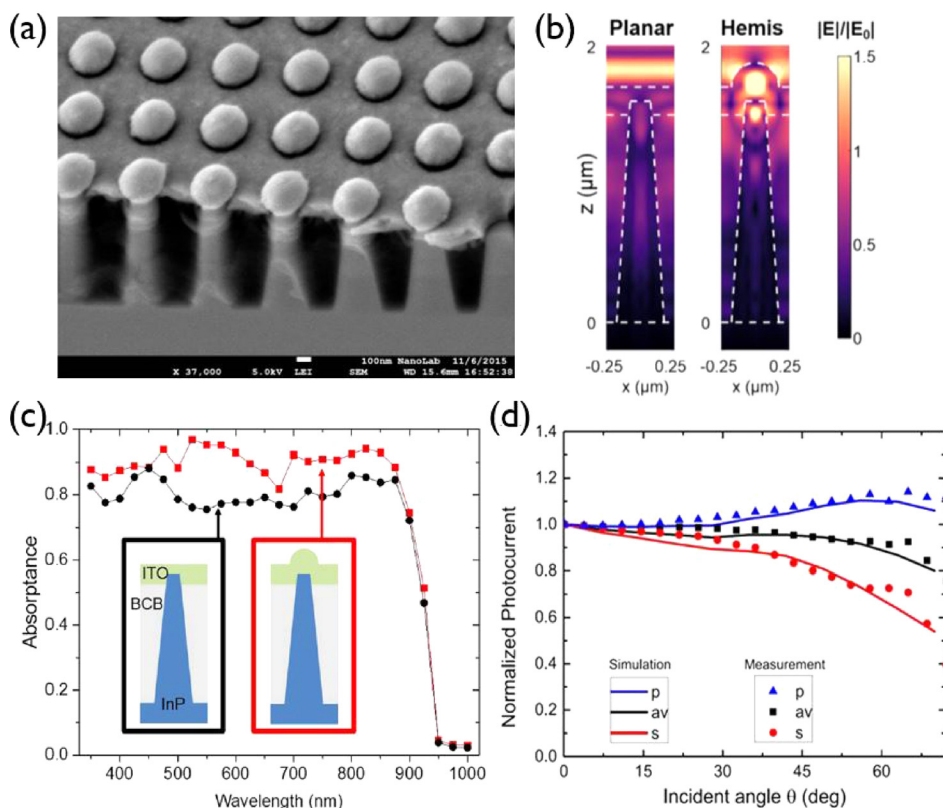 (a)
100nm NanoLab 11/6/2015
X 37,000 5.0kV LEI SEM WD 15.6mm 16:52:38
(b)
Planar Hemis |E|/|E₀|
2 2 1.5
1
z (μm)
0.5
0 2 0
-0.25 0.25 -0.25 0.25
x (μm) x (μm)
(c)
1.0
0.8
0.6
0.4
0.2
0.0
Absorptance
ITO
BCB
InP
400 500 600 700 800 900 1000
Wavelength (nm)
(d)
1.4
1.2
1.0
0.8
0.6
0.4
0.2
0.0
Normalized Photocurrent
Simulation Measurement
p p
av av
s s
0 15 30 45 60
Incident angle θ (deg)